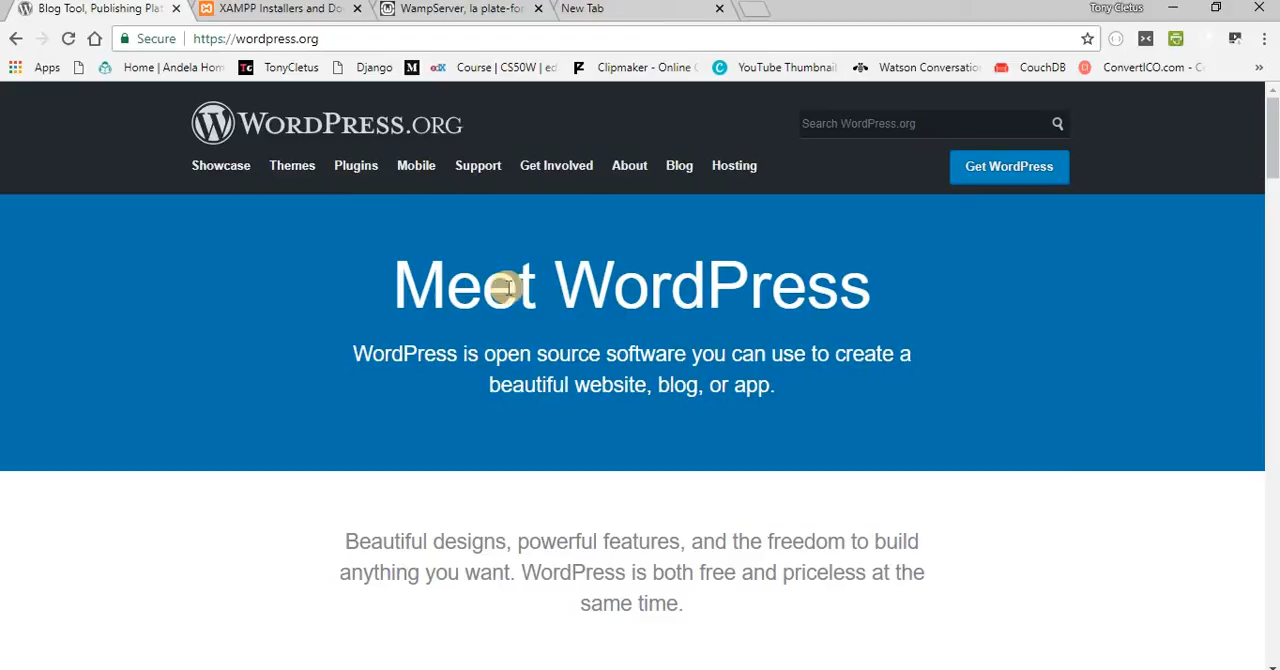 Blog Tool, Publishing Plat
XAMPP Installers and Do
WampServer, la plate-for
New Tab
Tony Cletus
Secure
https://wordpress.org
Apps
Home | Andela Hom
Tc TonyCletus
Django
M
edX Course | CS50W | ed
Clipmaker - Online C
YouTube Thumbnail
Watson Conversation
CouchDB
ConvertICO.com - C
»
WORDPRESS.ORG
Search WordPress.org
Showcase Themes Plugins Mobile Support Get Involved About Blog Hosting
Get WordPress
Meet WordPress
WordPress is open source software you can use to create a
beautiful website, blog, or app.
Beautiful designs, powerful features, and the freedom to build
anything you want. WordPress is both free and priceless at the
same time.